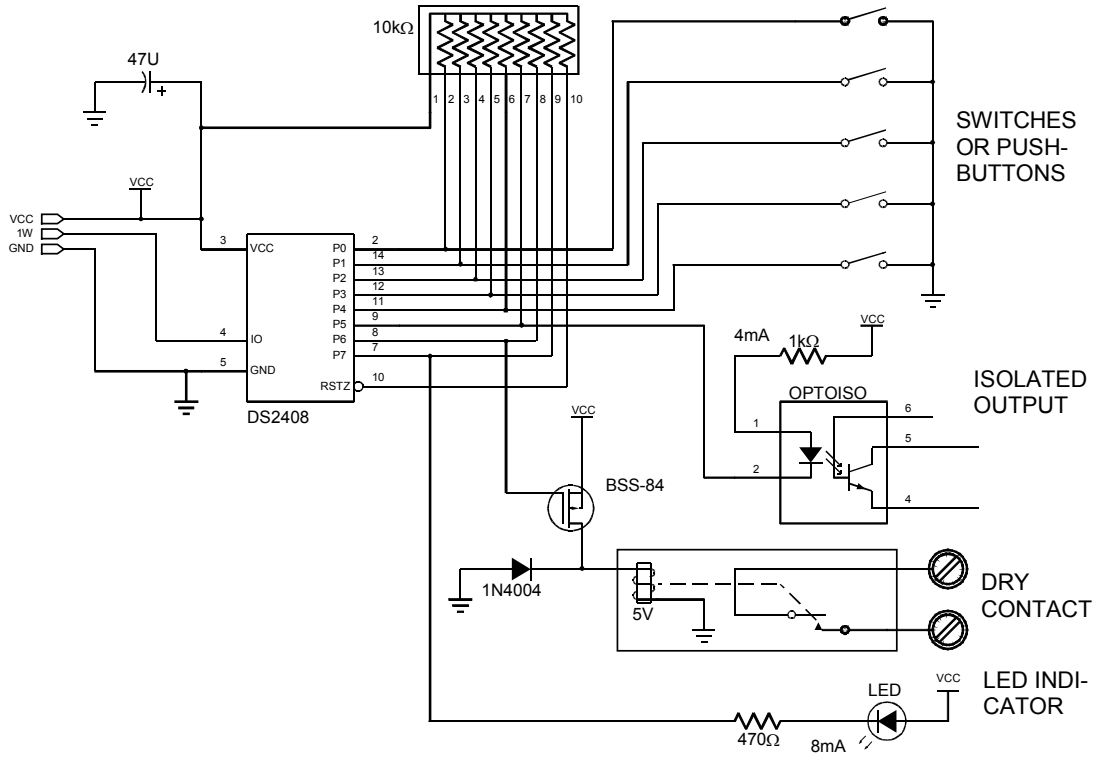 10kΩ
47U
+
1 2 3 4 5 6 7 8 9 10
SWITCHES
OR PUSH-
BUTTONS
VCC
VCC
1W
GND
3 VCC
4 IO
5 GND
P0 2
P1 14
P2 13
P3 12
P4 11
P5 9
P6 8
P7 7
RSTZ 10
DS2408
VCC
4mA
1kΩ
ISOLATED
OUTPUT
OPTOISO
1
2
6
5
4
VCC
BSS-84
1N4004
5V
DRY
CONTACT
LED
VCC
LED INDI-
CATOR
470Ω
8mA